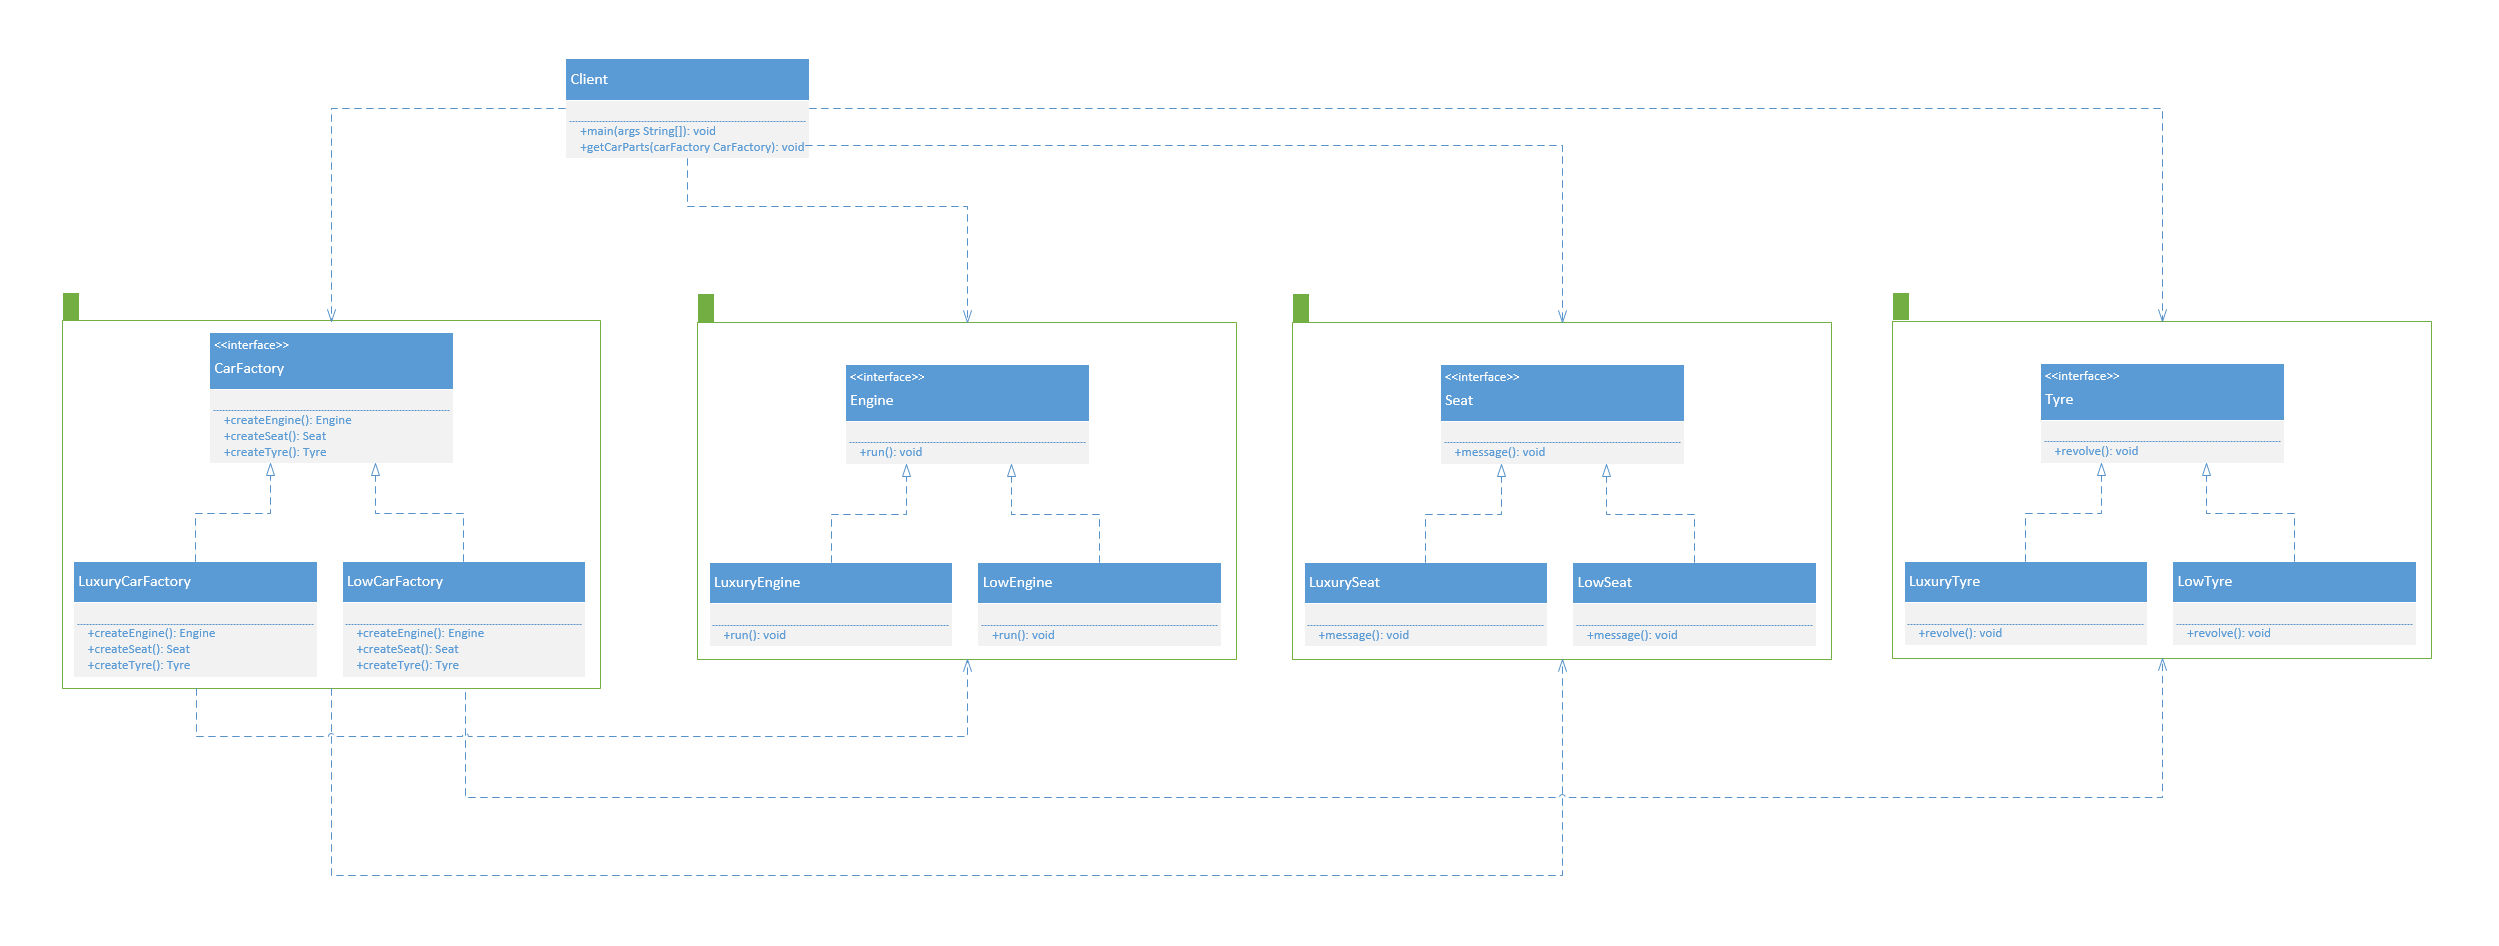 Client
+main(args String[]): void
+getCarParts(carFactory CarFactory): void
<<interface>>
CarFactory
+createEngine(): Engine
+createSeat(): Seat
+createTyre(): Tyre
LuxuryCarFactory
+createEngine(): Engine
+createSeat(): Seat
+createTyre(): Tyre
LowCarFactory
+createEngine(): Engine
+createSeat(): Seat
+createTyre(): Tyre
<<interface>>
Engine
+run(): void
LuxuryEngine
+run(): void
LowEngine
+run(): void
<<interface>>
Seat
+message(): void
LuxurySeat
+message(): void
LowSeat
+message(): void
<<interface>>
Tyre
+revolve(): void
LuxuryTyre
+revolve(): void
LowTyre
+revolve(): void